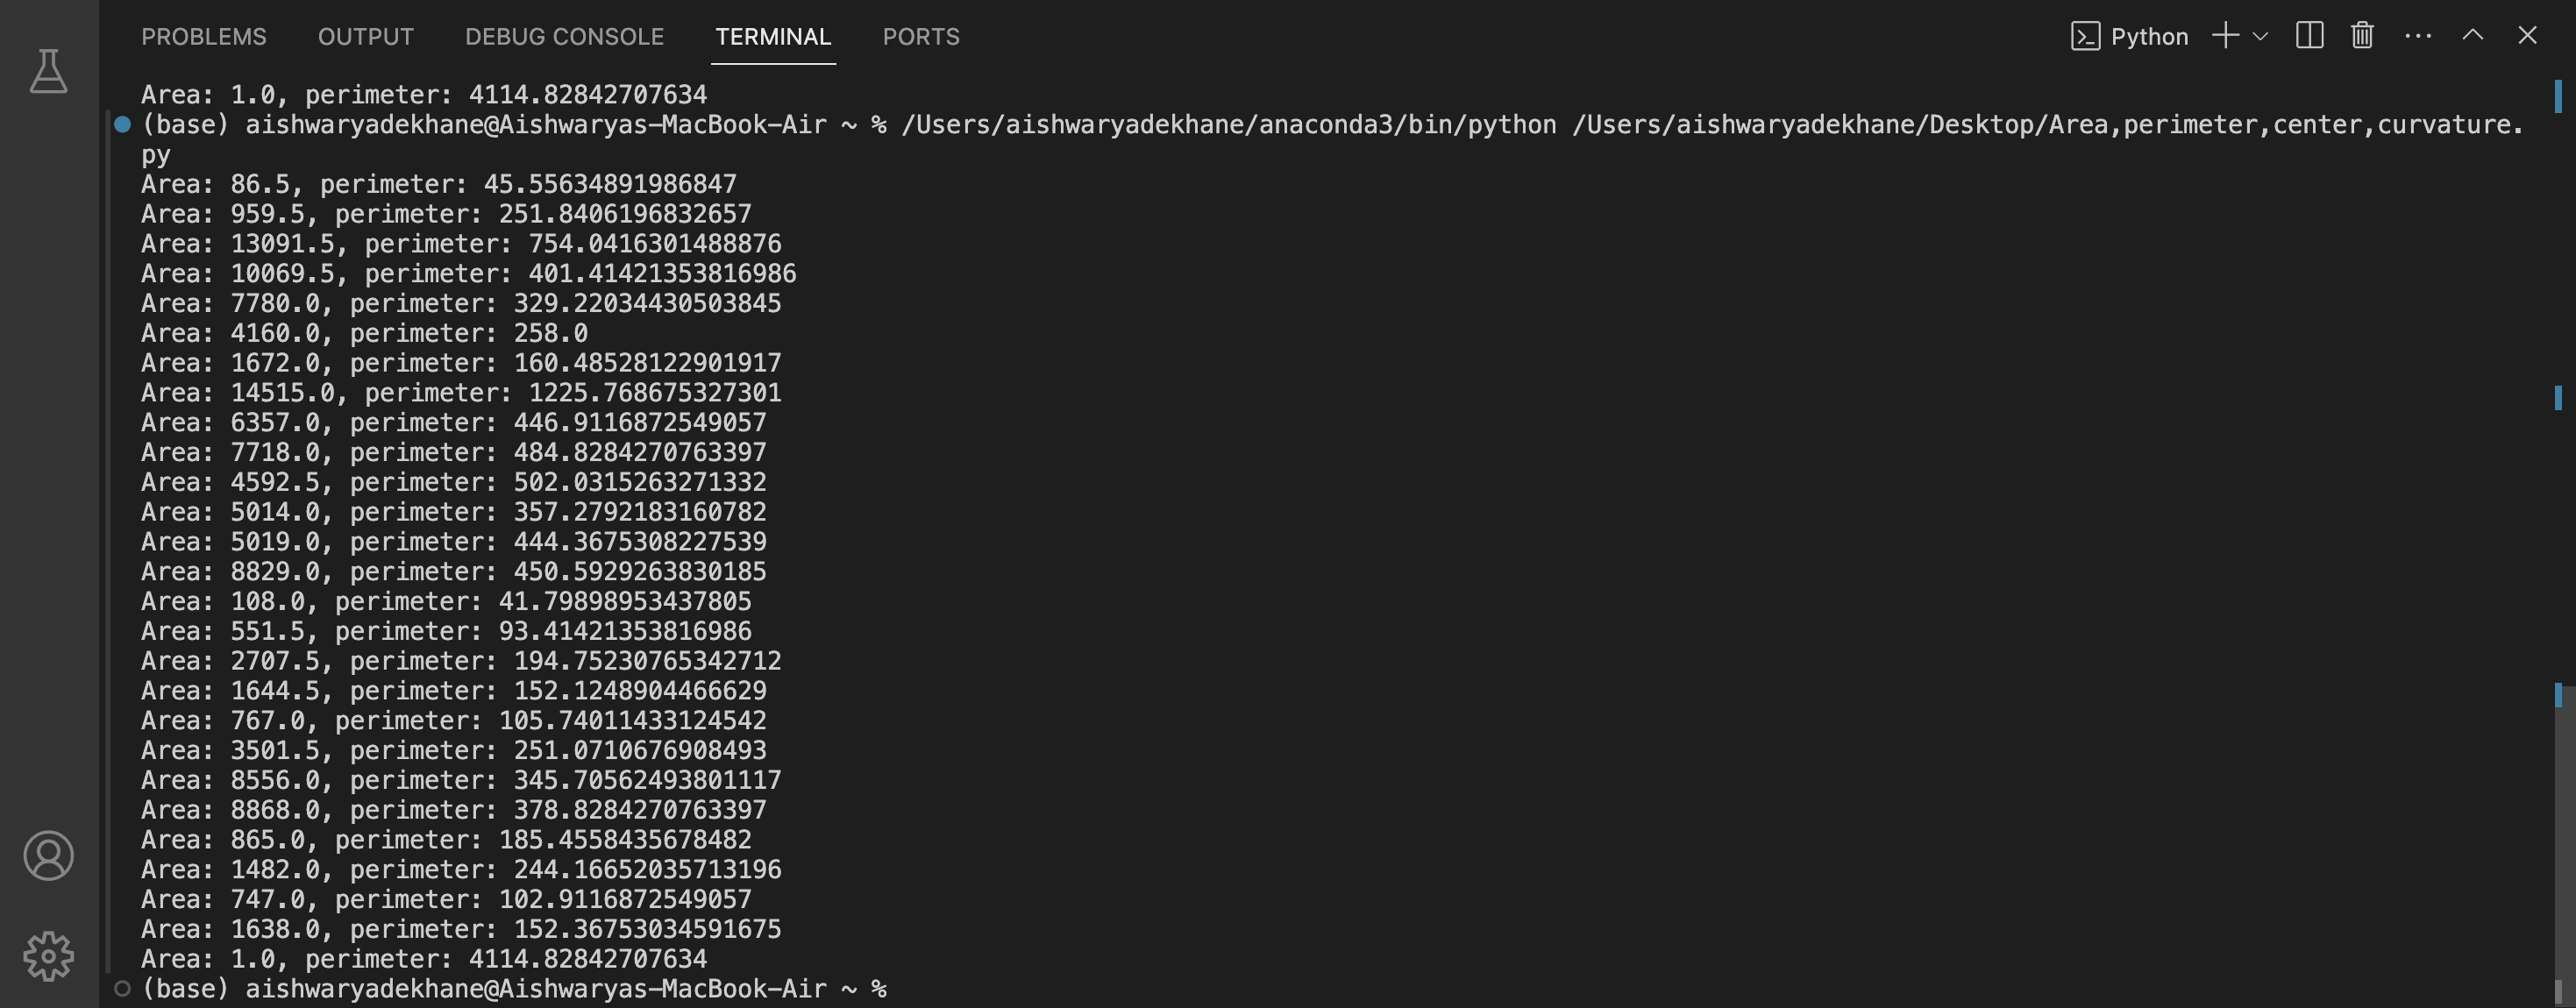 PROBLEMS OUTPUT DEBUG CONSOLE TERMINAL PORTS Python
Area: 1.0, perimeter: 4114.82842707634
(base) aishwaryadekhane@Aishwaryas-MacBook-Air ~ % /Users/aishwaryadekhane/anaconda3/bin/python /Users/aishwaryadekhane/Desktop/Area,perimeter,center,curvature.
py
Area: 86.5, perimeter: 45.55634891986847
Area: 959.5, perimeter: 251.8406196832657
Area: 13091.5, perimeter: 754.0416301488876
Area: 10069.5, perimeter: 401.41421353816986
Area: 7780.0, perimeter: 329.22034430503845
Area: 4160.0, perimeter: 258.0
Area: 1672.0, perimeter: 160.48528122901917
Area: 14515.0, perimeter: 1225.768675327301
Area: 6357.0, perimeter: 446.9116872549057
Area: 7718.0, perimeter: 484.8284270763397
Area: 4592.5, perimeter: 502.0315263271332
Area: 5014.0, perimeter: 357.2792183160782
Area: 5019.0, perimeter: 444.3675308227539
Area: 8829.0, perimeter: 450.5929263830185
Area: 108.0, perimeter: 41.79898953437805
Area: 551.5, perimeter: 93.41421353816986
Area: 2707.5, perimeter: 194.75230765342712
Area: 1644.5, perimeter: 152.1248904466629
Area: 767.0, perimeter: 105.74011433124542
Area: 3501.5, perimeter: 251.0710676908493
Area: 8556.0, perimeter: 345.70562493801117
Area: 8868.0, perimeter: 378.8284270763397
Area: 865.0, perimeter: 185.4558435678482
Area: 1482.0, perimeter: 244.16652035713196
Area: 747.0, perimeter: 102.9116872549057
Area: 1638.0, perimeter: 152.36753034591675
Area: 1.0, perimeter: 4114.82842707634
(base) aishwaryadekhane@Aishwaryas-MacBook-Air ~ %